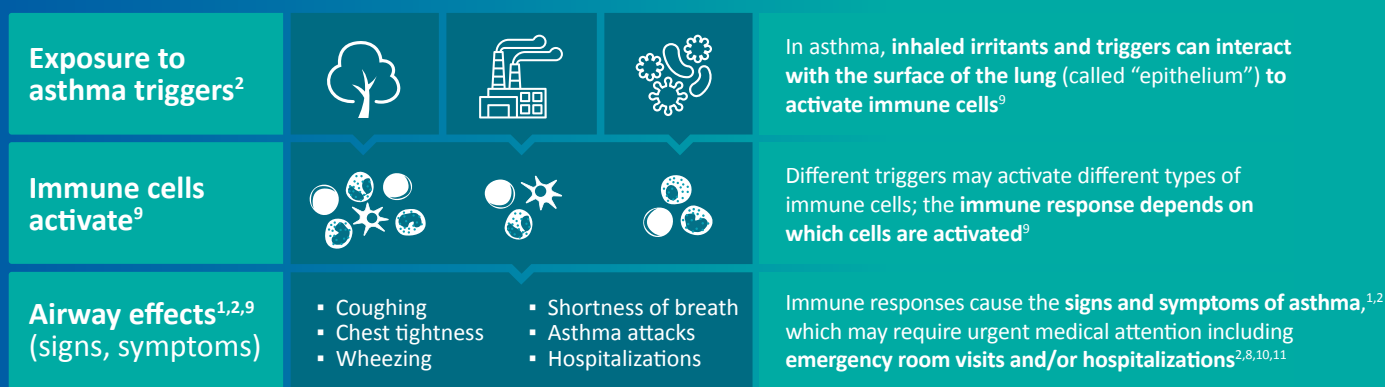 Exposure to
asthma triggers2
In asthma, inhaled irritants and triggers can interact
with the surface of the lung (called “epithelium”) to
activate immune cells9
Immune cells
activate9
Different triggers may activate different types of
immune cells; the immune response depends on
which cells are activated9
Airway effects1,2,9
(signs, symptoms)
▪ Coughing
▪ Chest tightness
▪ Wheezing
▪ Shortness of breath
▪ Asthma attacks
▪ Hospitalizations
Immune responses cause the signs and symptoms of asthma,1,2
which may require urgent medical attention including
emergency room visits and/or hospitalizations2,8,10,11